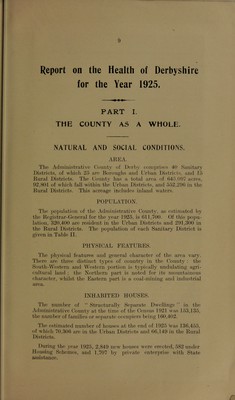 9
Report on the Health of Derbyshire
for the Year 1925.
PART I.
THE COUNTY AS A WHOLE.
NATURAL AND SOCIAL CONDITIONS.
AREA
The Administrative County of Derby comprises 40 Sanitary
Districts, of which 25 are Boroughs and Urban Districts, and 15
Rural Districts. The County has a total area of
92,801 of which fall within the Urban Districts, and 552,296 in the
Rural Districts. This acreage includes inland waters.
POPULATION.
The population of the Administrative County, as estimated by
the Registrar-General for the year 1925, is 611,700. Of this popu-
lation, 320,400 are resident in the Urban Districts and 291,300 in
the Rural Districts. The population of each Sanitary District is
given in Table II.
PHYSICAL FEATURES.
The physical features and general character of the area vary.
There are three distinct types of country in the County: the
South-Western and Western portion is typically undulating agri-
cultural land; the Northern part is noted for its mountainous
character, whilst the Eastern part is a coal-mining and industrial
area.
INHABITED HOUSES.
The number of "Structurally Separate Dwellings" in the
Administrative County at the time of the Census 1921 was 133,135,
the number of families or separate occupiers being 140,402.
The estimated number of houses at the end of 1925 was 136,455,
of which 70,306 are in the Urban Districts and 66,149 in the Rural
Districts.
During the year 1925, 2,349 new houses were erected, 582 under
Housing Schemes, and 1,767 by private enterprise with State
assistance.